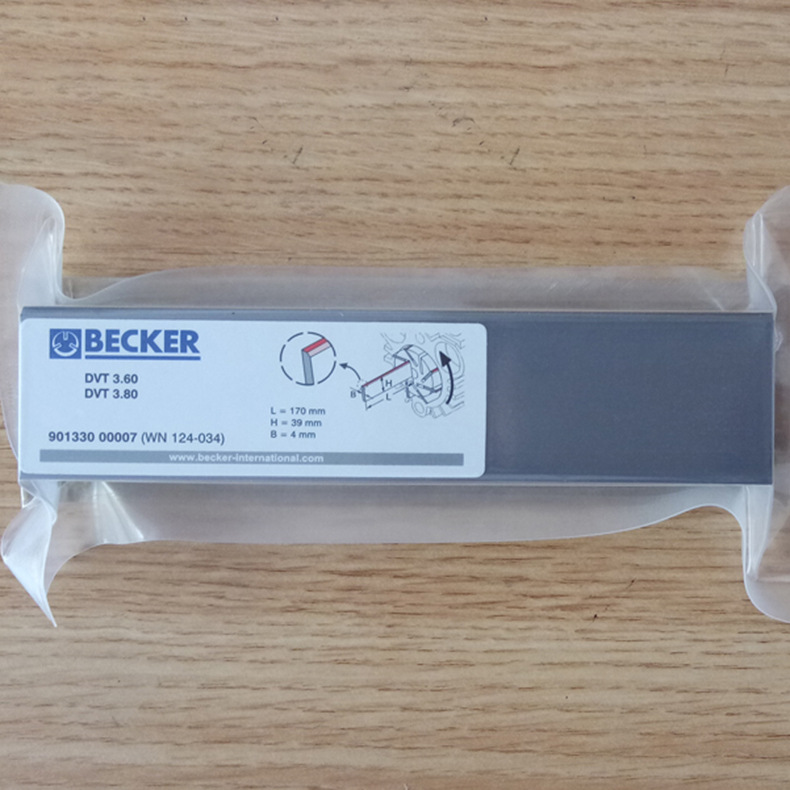 BECKER
DVT 3.60
DVT 3.80
901330 00007 (WN 124-034)
B
H
L
L = 170 mm
H = 39 mm
B = 4 mm
www.becker-international.com